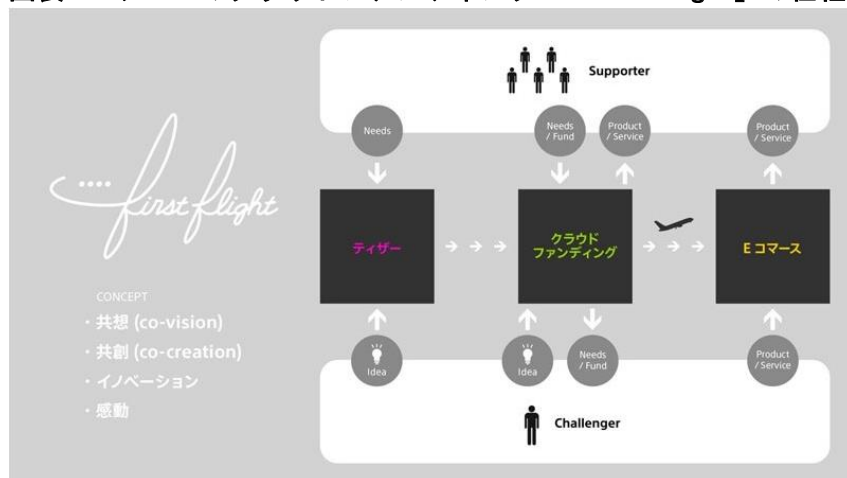 Supporter
Needs
Needs
/ Fund
Product
/ Service
Product
/ Service
first flight
ティザー
クラウド
ファンディング
Eコマース
CONCEPT
・共想 (co-vision)
・共創 (co-creation)
・イノベーション
・感動
Idea
Idea
Needs
/ Fund
Product
/ Service
Challenger